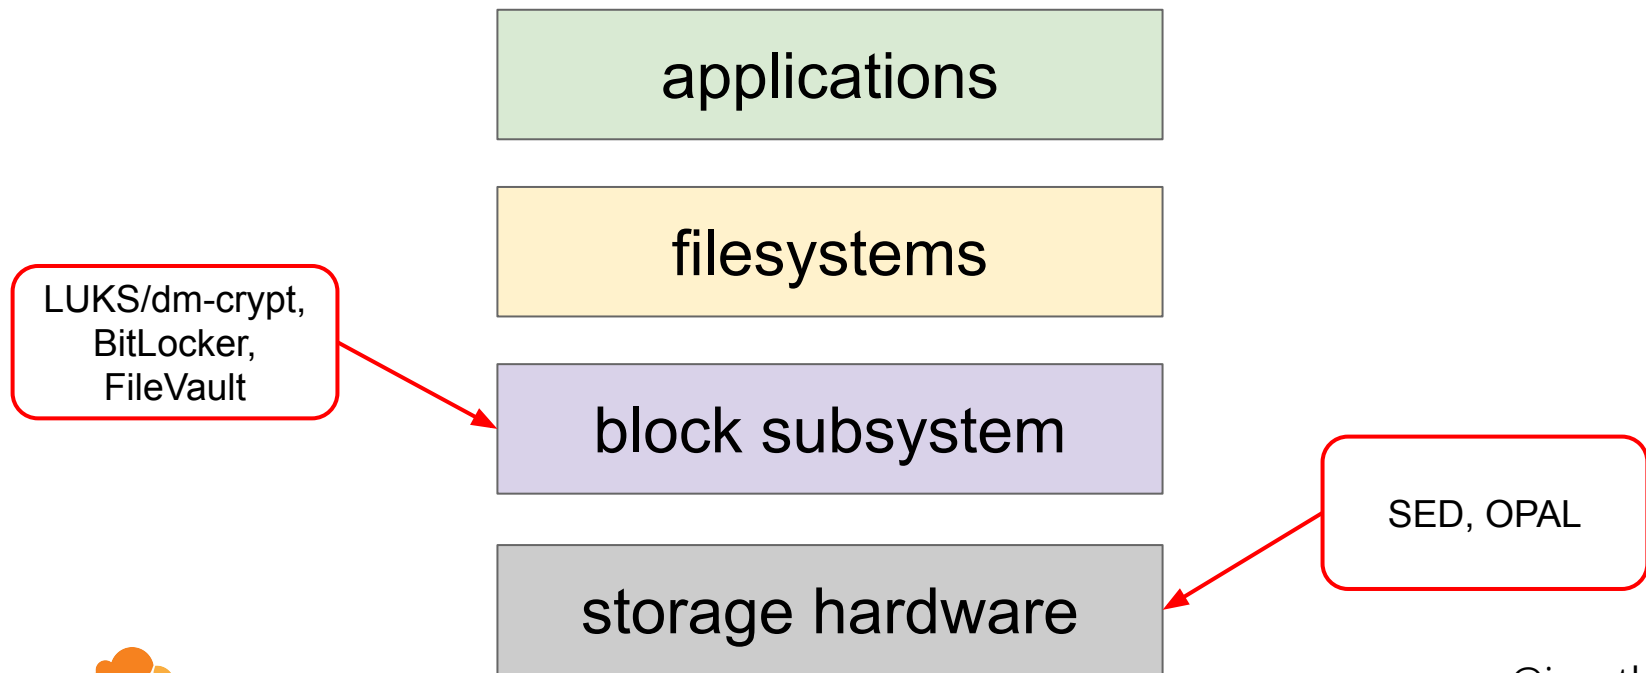 applications
filesystems
LUKS/dm-crypt,
BitLocker,
FileVault
block subsystem
SED, OPAL
storage hardware